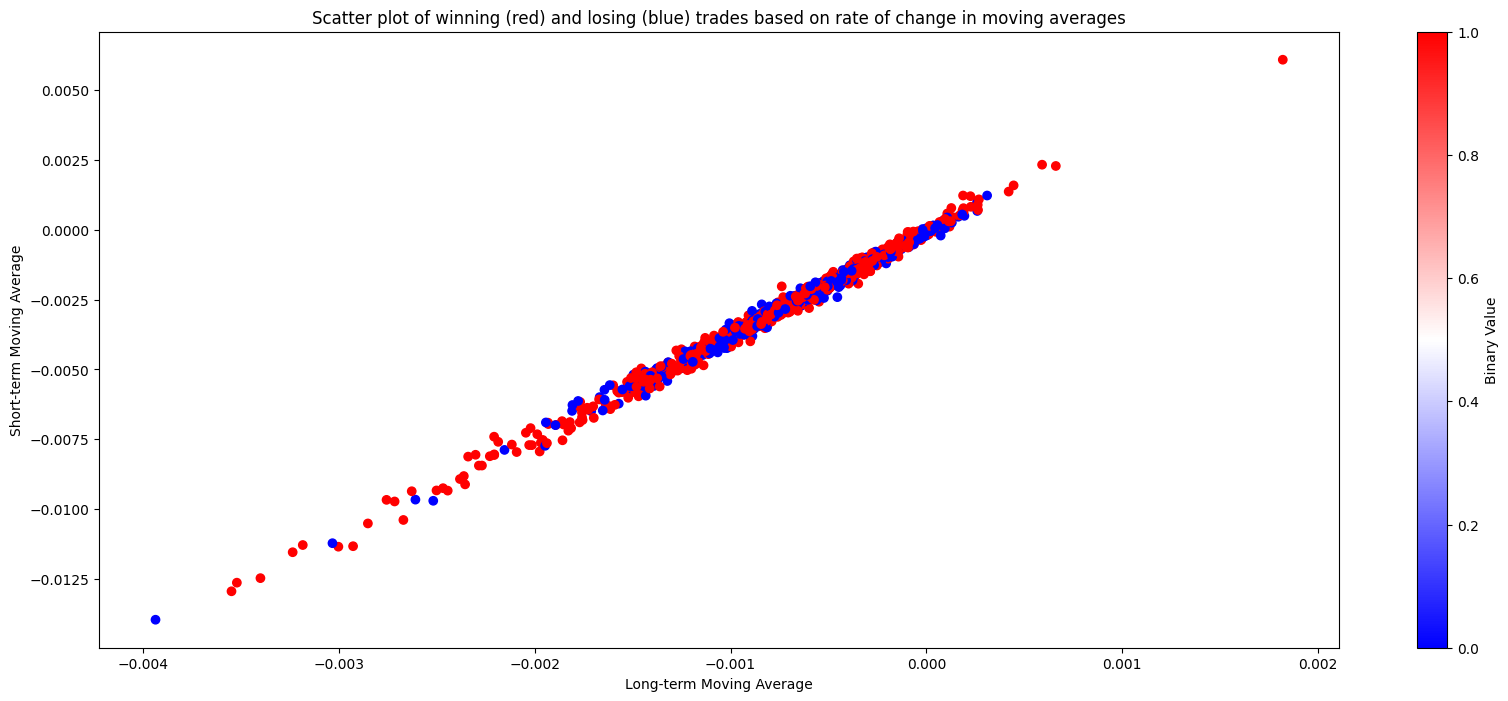 Scatter plot of winning (red) and losing (blue) trades based on rate of change in moving averages
1.0
0.0050
0.0025
0.8
0.0000
0.6
−0.0025
Short-term Moving Average
Binary Value
−0.0050
0.4
−0.0075
−0.0100
0.2
−0.0125
0.0
−0.004 −0.003 −0.002 −0.001 0.000 0.001 0.002
Long-term Moving Average